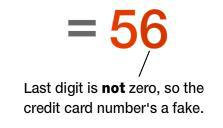 = 56
Last digit is not zero, so the
credit card number's a fake.